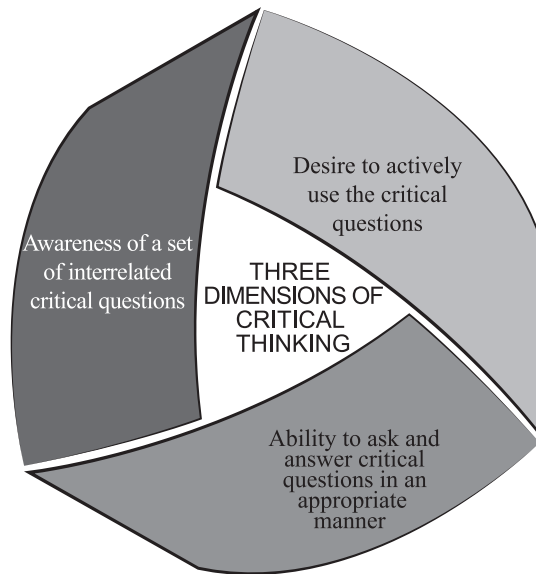 Desire to actively
use the critical
questions
Awareness of a set
of interrelated
critical questions
THREE
DIMENSIONS OF
CRITICAL
THINKING
Ability to ask and
answer critical
questions in an
appropriate
manner